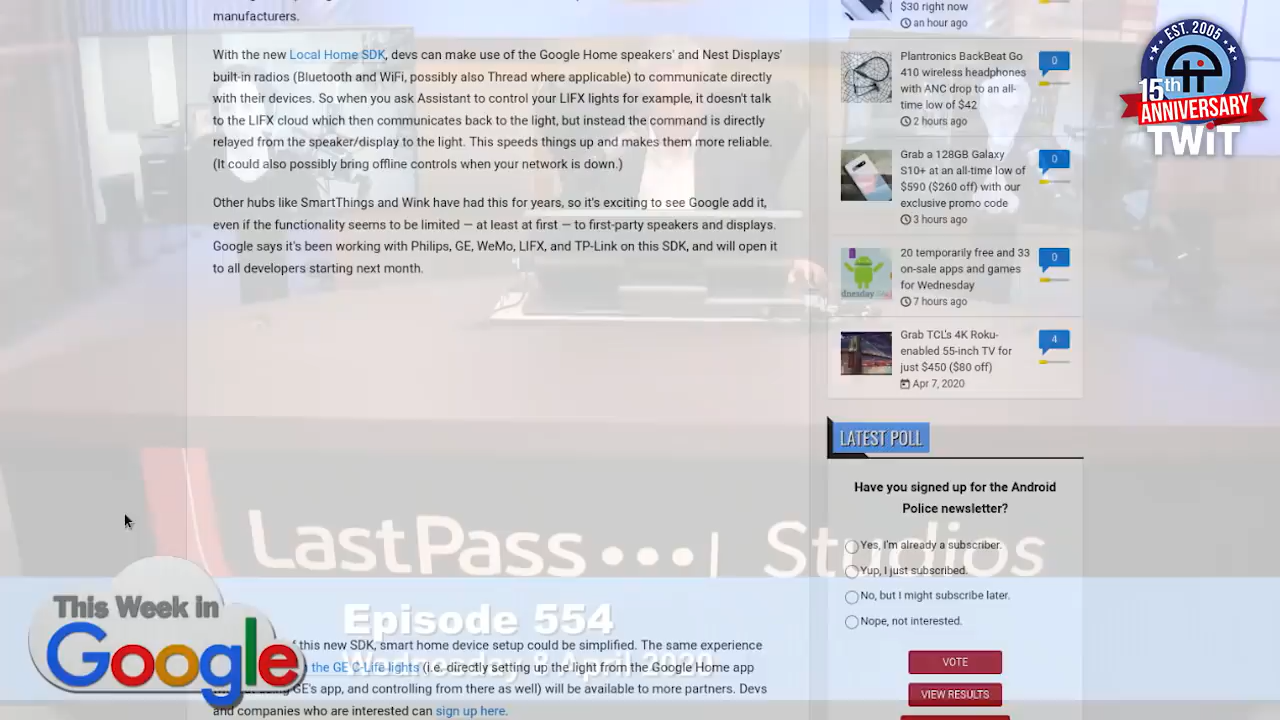 manufacturers.
With the new Local Home SDK, devs can make use of the Google Home speakers' and Nest Displays'
built-in radios (Bluetooth and WiFi, possibly also Thread where applicable) to communicate directly
with their devices. So when you ask Assistant to control your LIFX lights for example, it doesn't talk
to the LIFX cloud which then communicates back to the light, but instead the command is directly
relayed from the speaker/display to the light. This speeds things up and makes them more reliable.
(It could also possibly bring offline controls when your network is down.)
Other hubs like SmartThings and Wink have had this for years, so it's exciting to see Google add it,
even if the functionality seems to be limited — at least at first — to first-party speakers and displays.
Google says it's been working with Philips, GE, WeMo, LIFX, and TP-Link on this SDK, and will open it
to all developers starting next month.
$30 right now
an hour ago
Plantronics BackBeat Go
410 wireless headphones
with ANC drop to an all-
time low of $42
2 hours ago
0
Grab a 128GB Galaxy
S10+ at an all-time low of
$590 ($260 off) with our
exclusive promo code
3 hours ago
0
20 temporarily free and 33
on-sale apps and games
for Wednesday
7 hours ago
0
Grab TCL's 4K Roku-
enabled 55-inch TV for
just $450 ($80 off)
Apr 7, 2020
4
LATEST POLL
Have you signed up for the Android
Police newsletter?
Yes, I'm already a subscriber.
Yup, I just subscribed.
No, but I might subscribe later.
Nope, not interested.
VOTE
VIEW RESULTS
EST. 2005
15th
ANNIVERSARY
TWiT
LastPass •••| Studios
This Week in
Google
Episode 554
Wednesday 8 April 2020
this new SDK, smart home device setup could be simplified. The same experience
the GE C-Life lights (i.e. directly setting up the light from the Google Home app
GE's app, and controlling from there as well) will be available to more partners. Devs
and companies who are interested can sign up here.